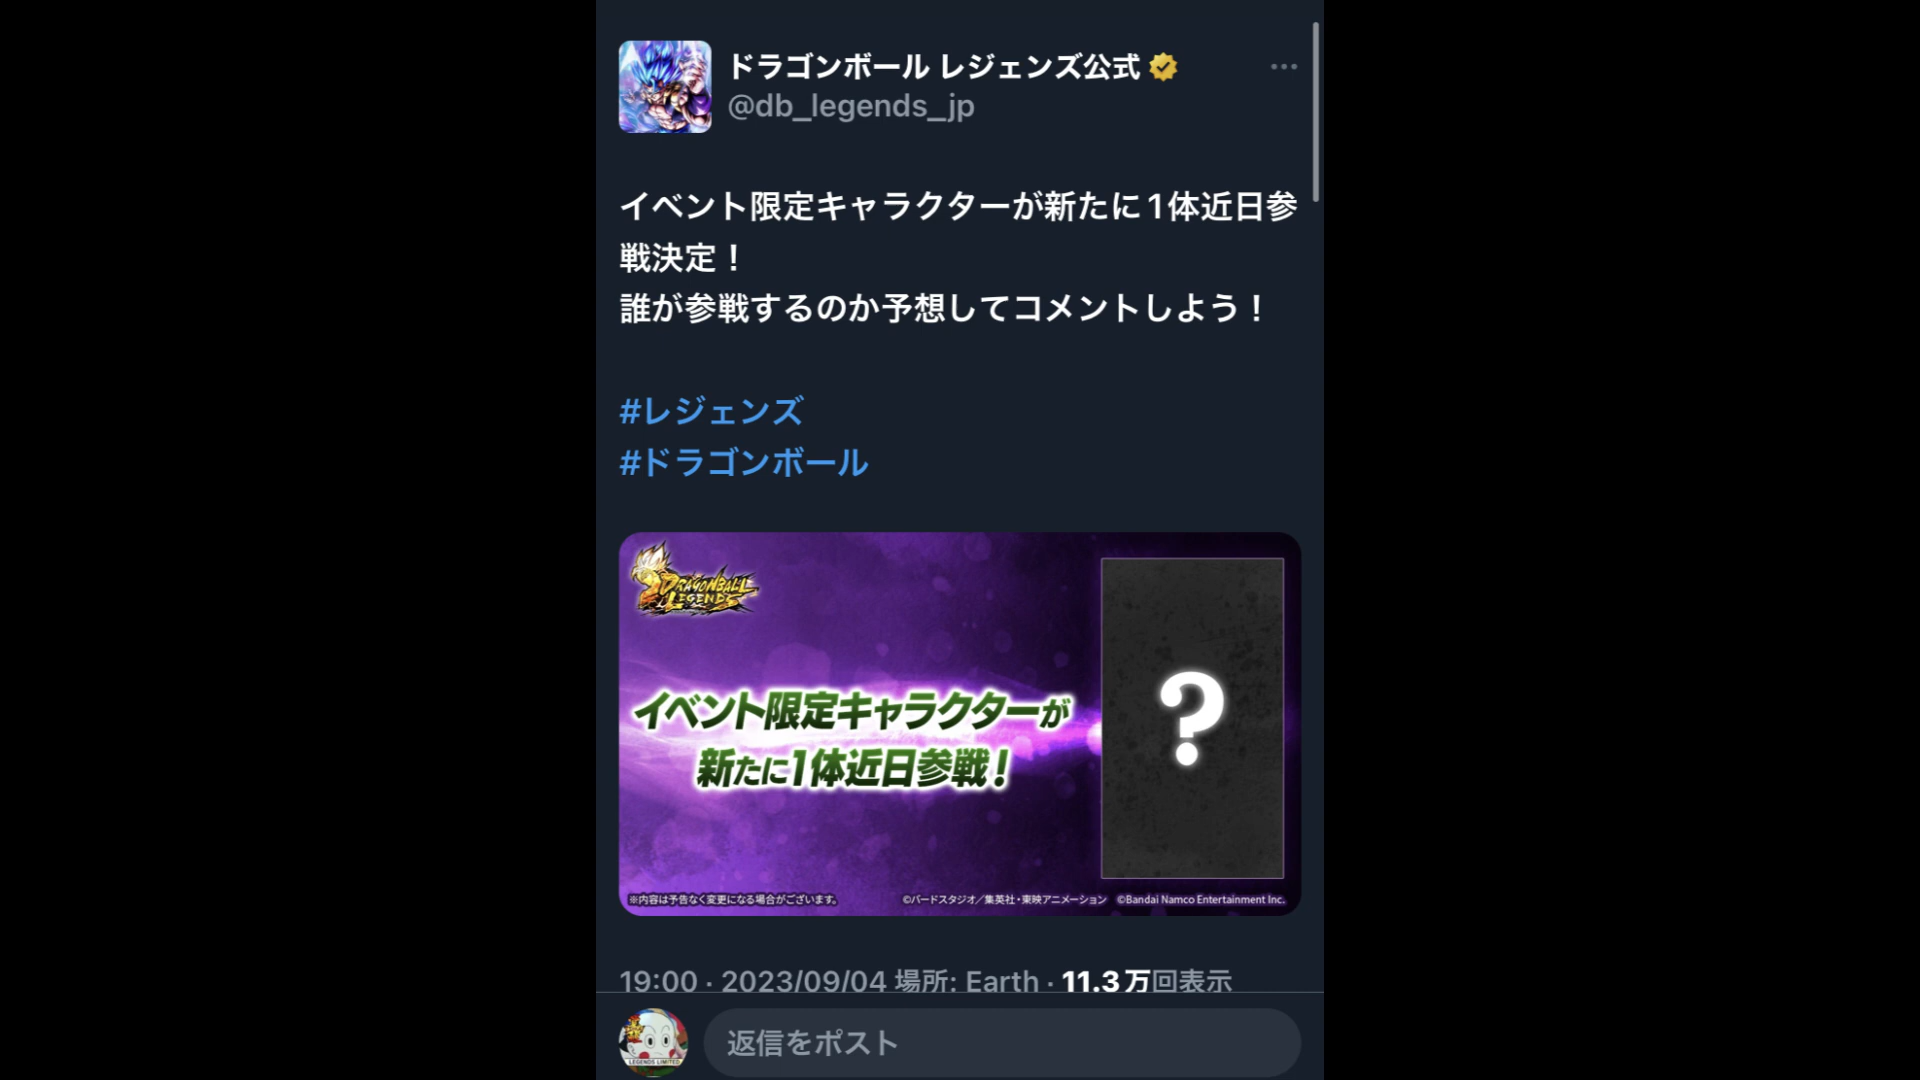 ドラゴンボール レジェンズ公式
@db_legends_jp
イベント限定キャラクターが新たに1体近日参
戦決定！
誰が参戦するのか予想してコメントしよう！
#レジェンズ
#ドラゴンボール
DRAGONBALL
LEGENDS
イベント限定キャラクターが
新たに1体近日参戦！
?
※内容は予告なく変更になる場合がございます。
©バードスタジオ／集英社・東映アニメーション ©Bandai Namco Entertainment Inc.
19:00 · 2023/09/04 場所: Earth · 11.3万回表示
LEGENDS LIMITED
返信をポスト